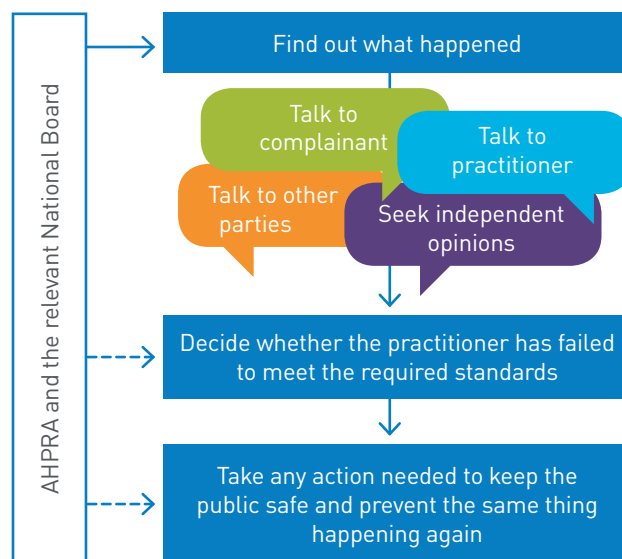 AHPRA and the relevant National Board
Find out what happened
Talk to
complainant
Talk to
practitioner
Talk to other
parties
Seek independent
opinions
Decide whether the practitioner has failed
to meet the required standards
Take any action needed to keep the
public safe and prevent the same thing
happening again